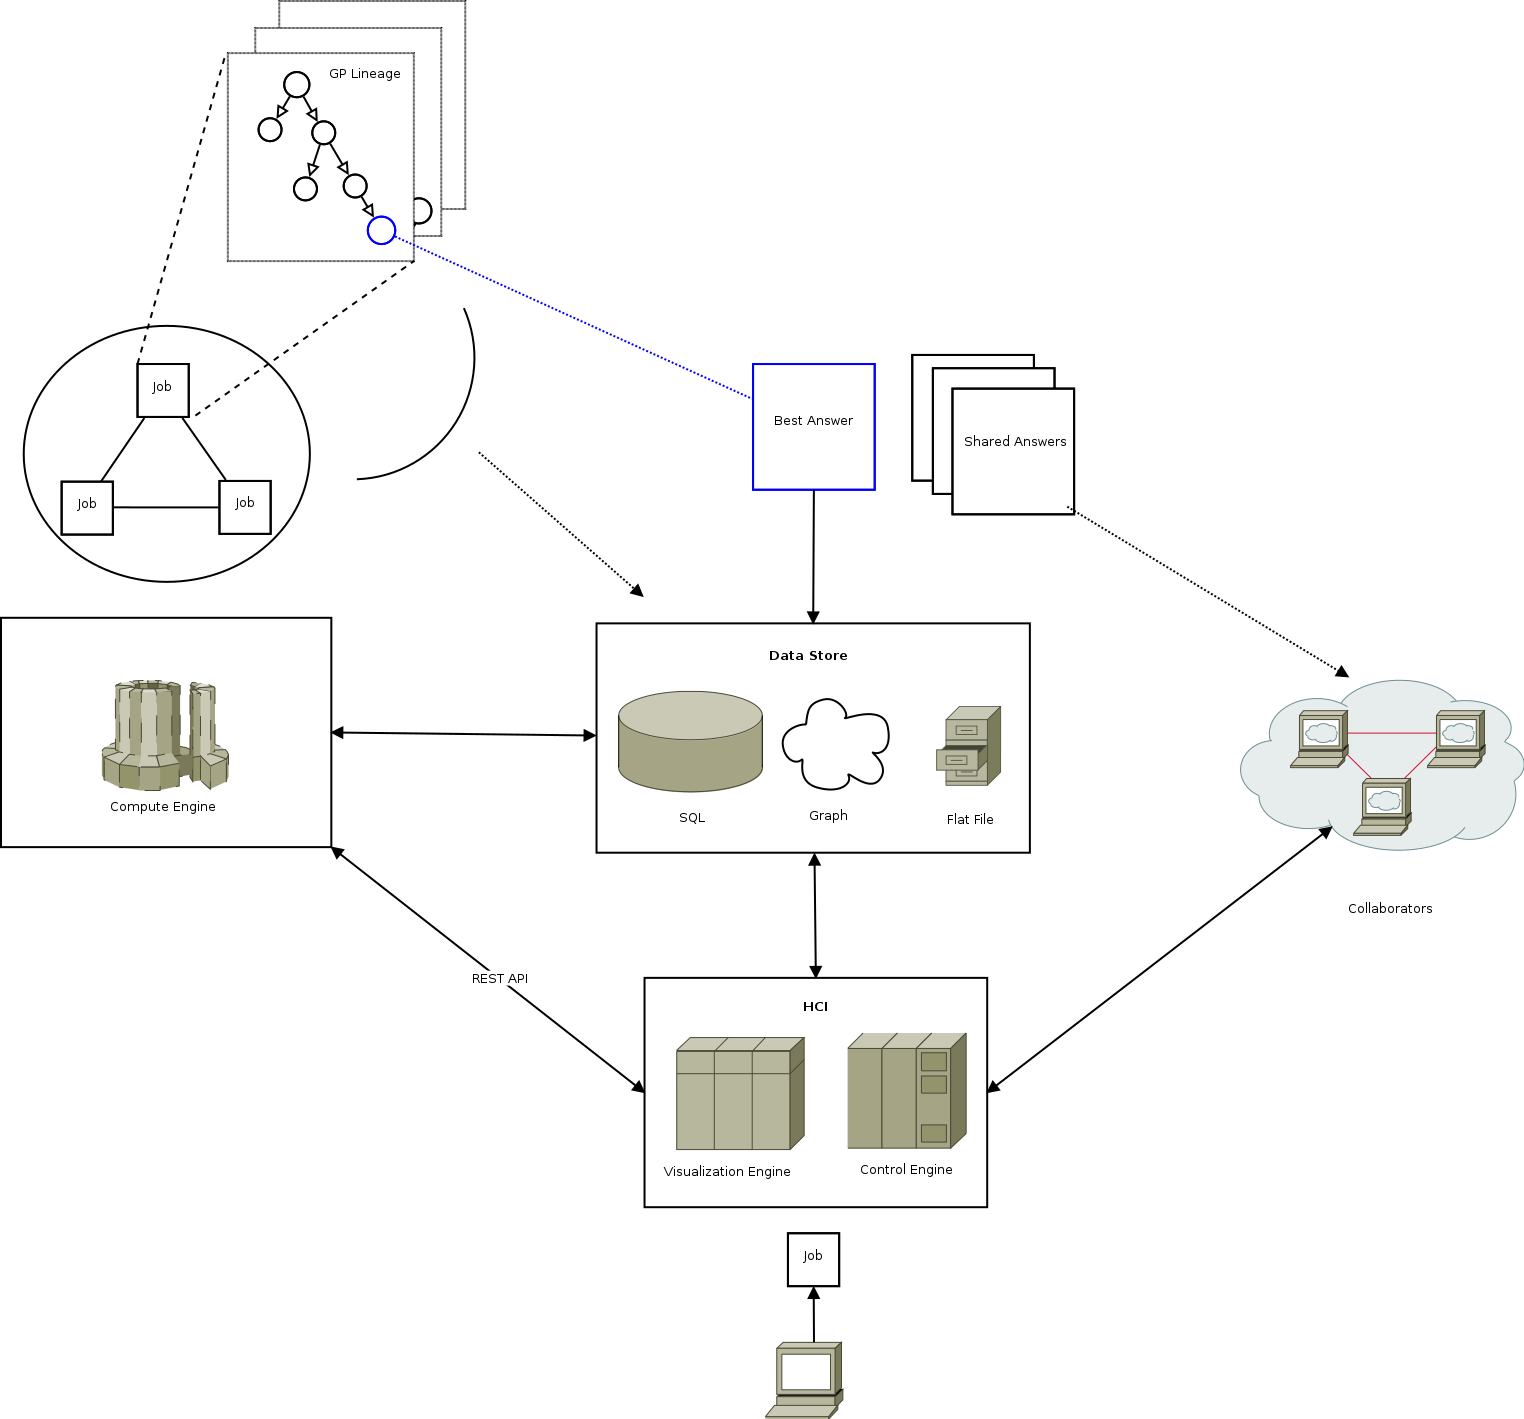 GP Lineage
Job
Job
Job
Best Answer
Shared Answers
Data Store
Compute Engine
SQL
Graph
Flat File
Collaborators
REST API
HCI
Visualization Engine
Control Engine
Job